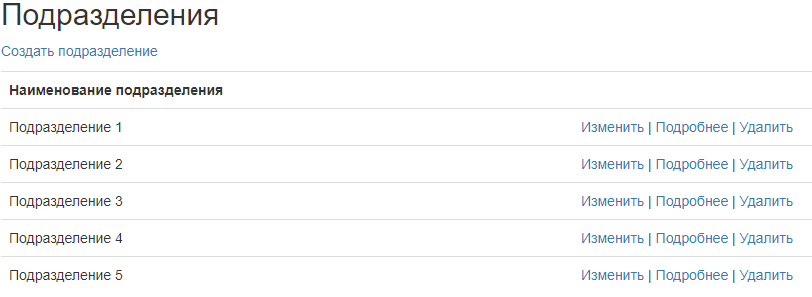 Подразделения
Создать подразделение
Наименование подразделения
Подразделение 1 Изменить | Подробнее | Удалить
Подразделение 2 Изменить | Подробнее | Удалить
Подразделение 3 Изменить | Подробнее | Удалить
Подразделение 4 Изменить | Подробнее | Удалить
Подразделение 5 Изменить | Подробнее | Удалить